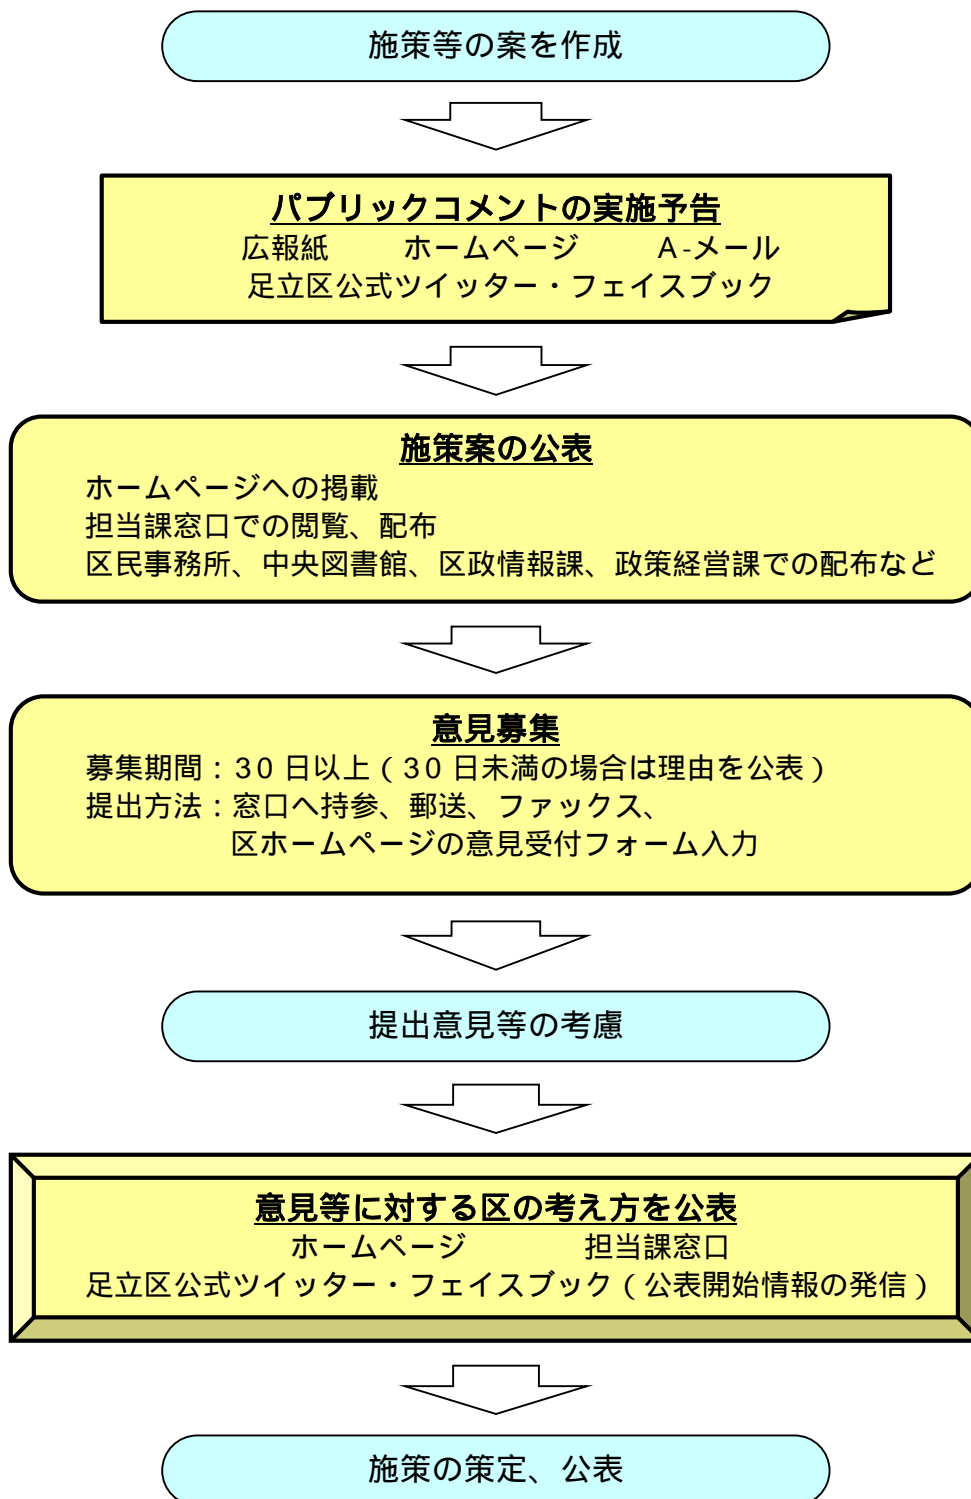 施策等の案を作成
パブリックコメントの実施予告
広報紙　　ホームページ　　A-メール
足立区公式ツイッター・フェイスブック
施策案の公表
ホームページへの掲載
担当課窓口での閲覧、配布
区民事務所、中央図書館、区政情報課、政策経営課での配布など
意見募集
募集期間：30日以上（30日未満の場合は理由を公表）
提出方法：窓口へ持参、郵送、ファックス、
区ホームページの意見受付フォーム入力
提出意見等の考慮
意見等に対する区の考え方を公表
ホームページ　　担当課窓口
足立区公式ツイッター・フェイスブック（公表開始情報の発信）
施策の策定、公表